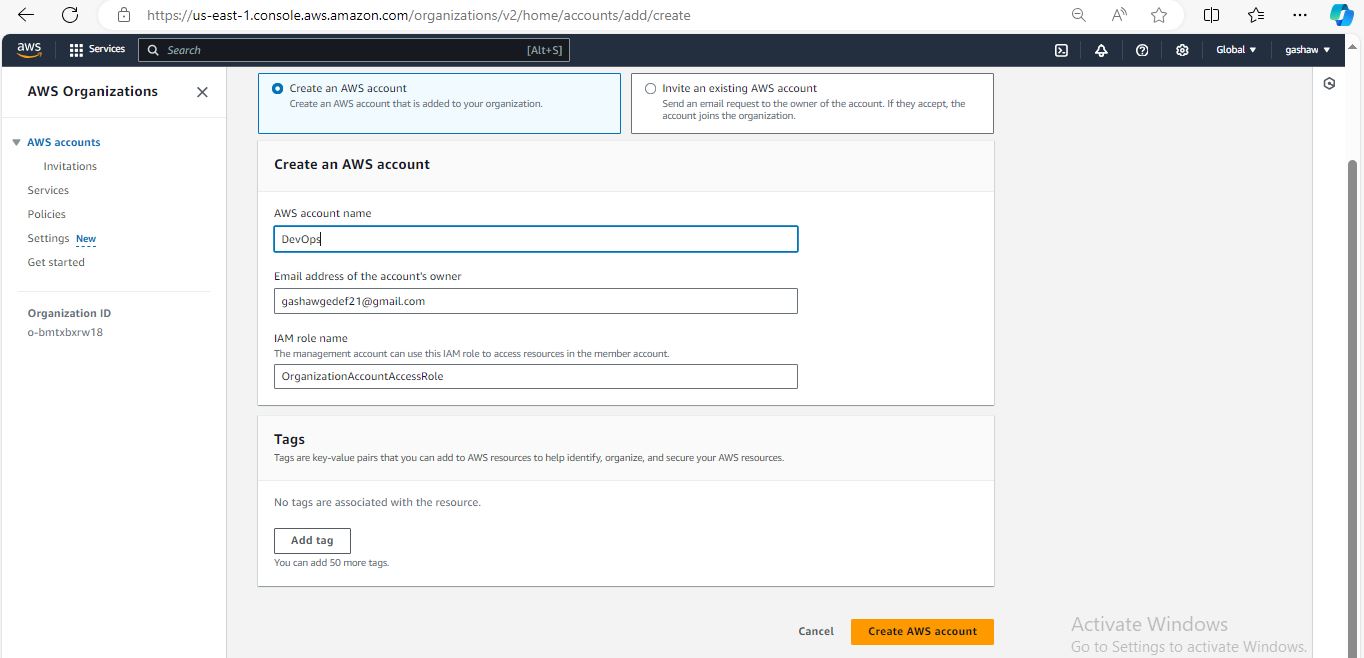 https://us-east-1.console.aws.amazon.com/organizations/v2/home/accounts/add/create
aws
Services
Search
[Alt+S]
Global
gashaw
AWS Organizations
AWS accounts
Invitations
Services
Policies
Settings New
Get started
Organization ID
o-bmtxbxrw18
Create an AWS account
Create an AWS account that is added to your organization.
Invite an existing AWS account
Send an email request to the owner of the account. If they accept, the
account joins the organization.
Create an AWS account
AWS account name
DevOps
Email address of the account's owner
gashawgedef21@gmail.com
IAM role name
The management account can use this IAM role to access resources in the member account.
OrganizationAccountAccessRole
Tags
Tags are key-value pairs that you can add to AWS resources to help identify, organize, and secure your AWS resources.
No tags are associated with the resource.
Add tag
You can add 50 more tags.
Cancel
Create AWS account
Activate Windows
Go to Settings to activate Windows.